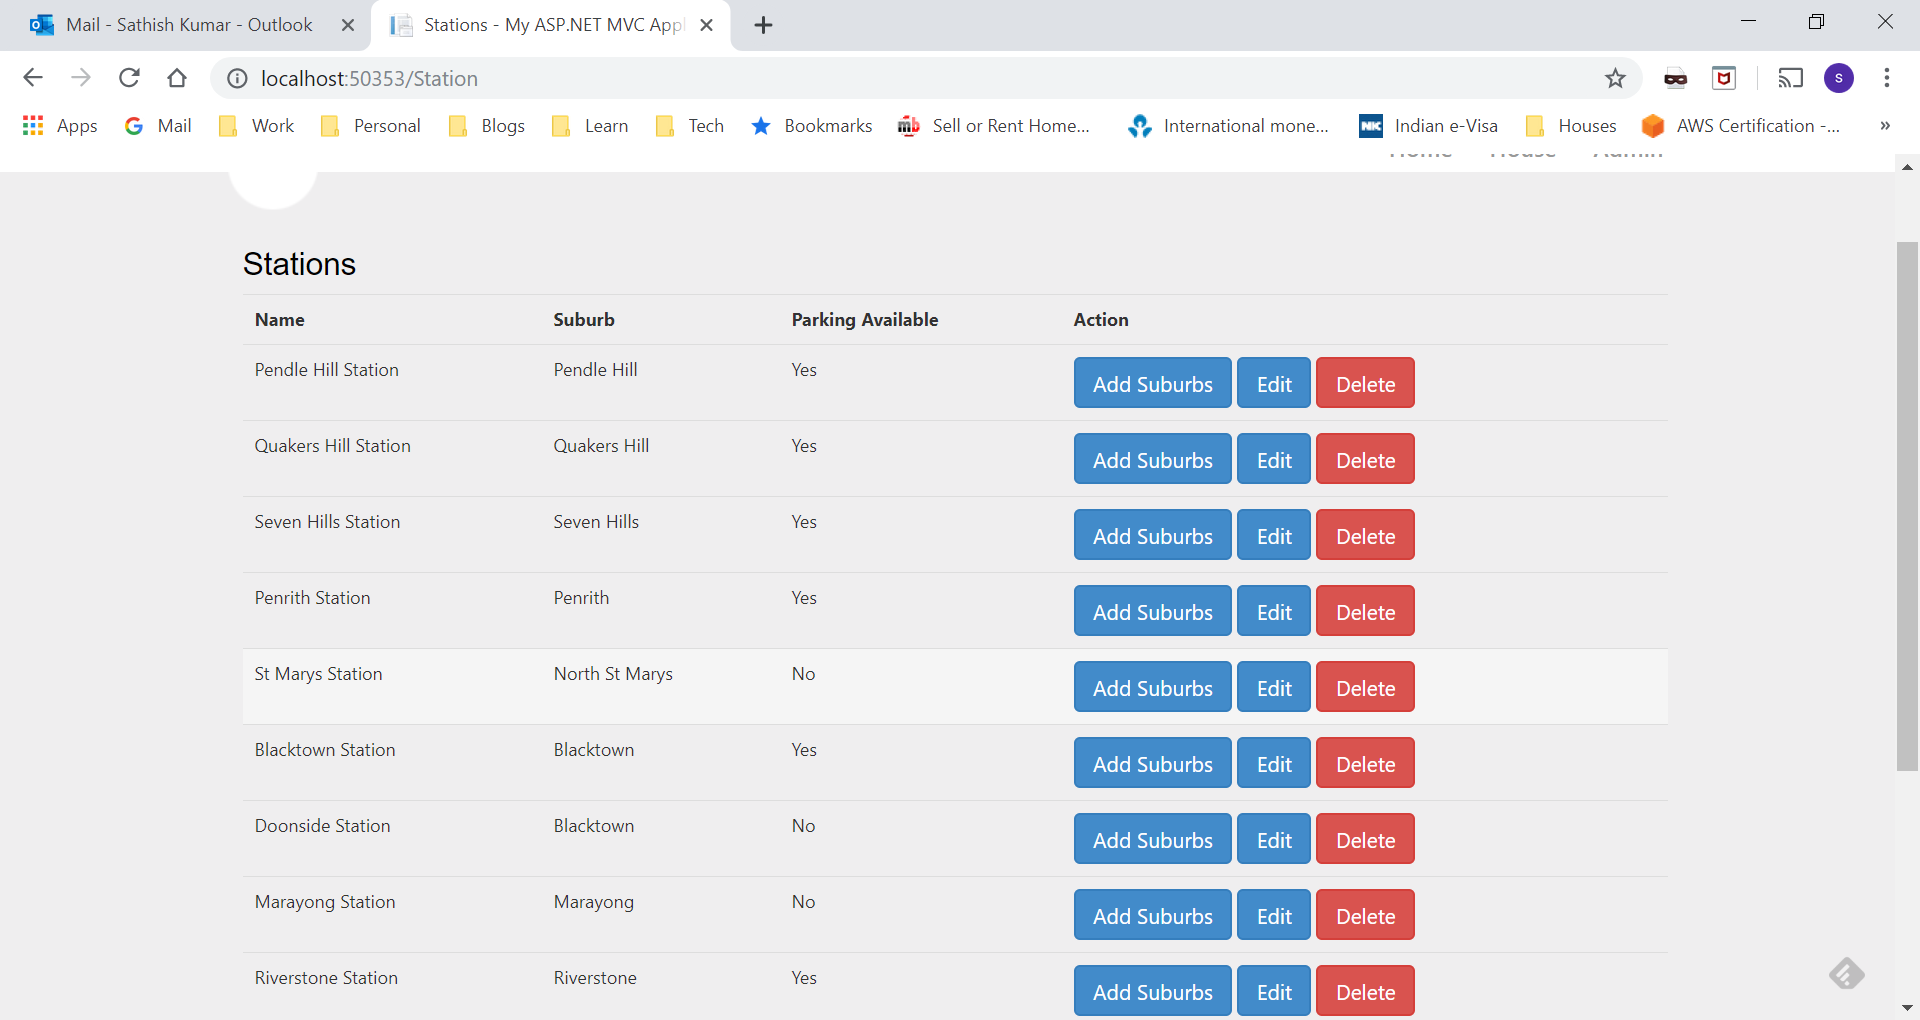 Mail - Sathish Kumar - Outlook
Stations - My ASP.NET MVC Appl
localhost:50353/Station
S
Apps Mail Work Personal Blogs Learn Tech Bookmarks mb Sell or Rent Home... International mone... NIC Indian e-Visa Houses AWS Certification -... »
Home House Admin
Stations
Name Suburb Parking Available Action
Pendle Hill Station Pendle Hill Yes Add Suburbs Edit Delete
Quakers Hill Station Quakers Hill Yes Add Suburbs Edit Delete
Seven Hills Station Seven Hills Yes Add Suburbs Edit Delete
Penrith Station Penrith Yes Add Suburbs Edit Delete
St Marys Station North St Marys No Add Suburbs Edit Delete
Blacktown Station Blacktown Yes Add Suburbs Edit Delete
Doonside Station Blacktown No Add Suburbs Edit Delete
Marayong Station Marayong No Add Suburbs Edit Delete
Riverstone Station Riverstone Yes Add Suburbs Edit Delete